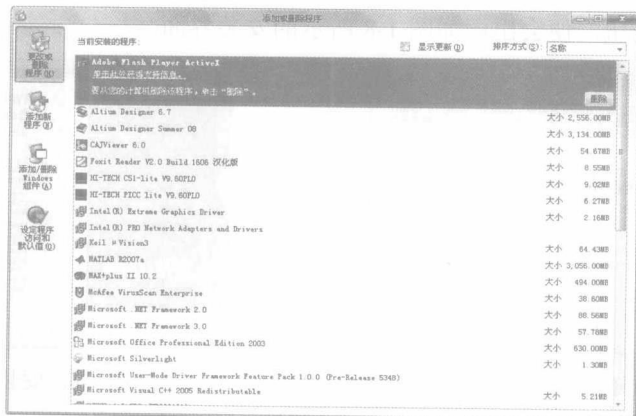 添加或删除程序
更改或
删除
程序(H)
添加新
程序(N)
添加/删除
Windows
组件(A)
设定程序
访问和
默认值(O)
当前安装的程序:
显示更新(D)
排序方式(S):
名称
Adobe Flash Player ActiveX
单击此处获得支持信息。
要从您的计算机删除该程序,单击“删除”。
删除
Altium Designer 6.7 大小 2,556.00MB
Altium Designer Summer 08 大小 3,134.00MB
CAJViewer 6.0 大小 54.67MB
Foxit Reader V2.0 Build 1606 汉化版 大小 8.55MB
HI-TECH C51-lite V9.60PL0 大小 9.02MB
HI-TECH PICC lite V9.60PL0 大小 6.27MB
Intel(R) Extreme Graphics Driver 大小 2.16MB
Intel(R) PRO Network Adapters and Drivers
Keil µVision3 大小 64.43MB
MATLAB R2007a 大小 3,056.00MB
MAX+plus II 10.2 大小 494.00MB
McAfee VirusScan Enterprise 大小 38.60MB
Microsoft .NET Framework 2.0 大小 88.56MB
Microsoft .NET Framework 3.0 大小 57.78MB
Microsoft Office Professional Edition 2003 大小 630.00MB
Microsoft Silverlight 大小 1.30MB
Microsoft User-Mode Driver Framework Feature Pack 1.0.0 (Pre-Release 5348)
Microsoft Visual C++ 2005 Redistributable 大小 5.21MB